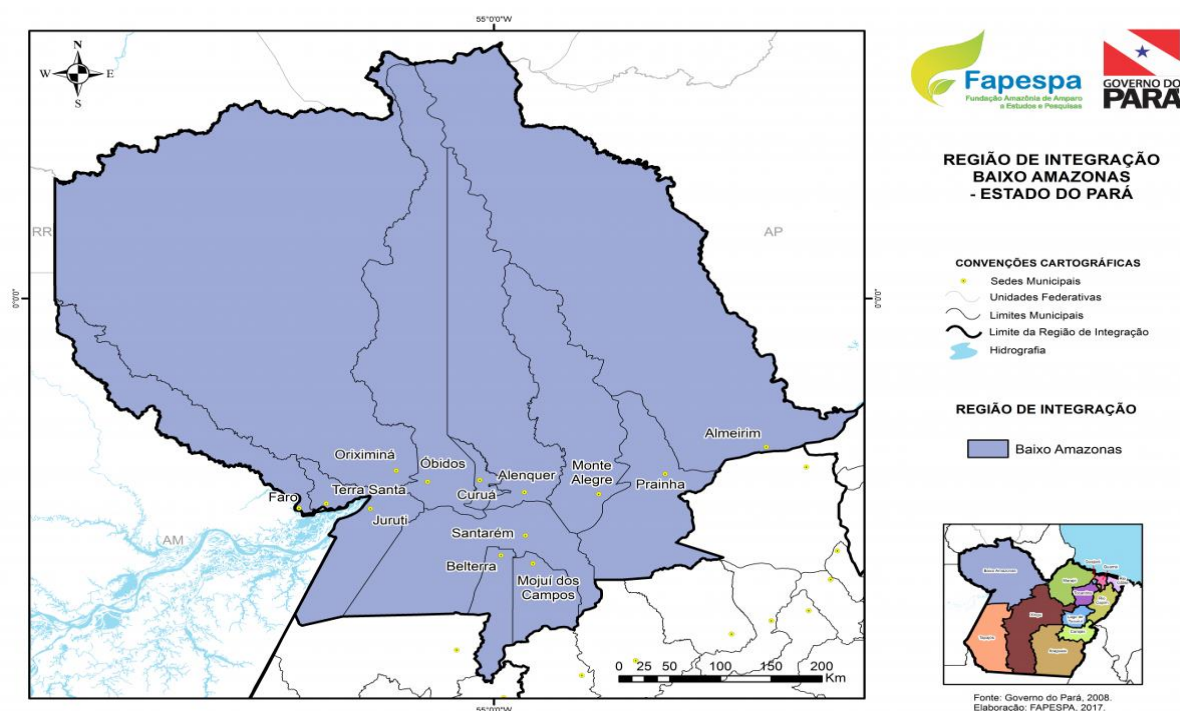 55°0'0"W
N
W E
S
RR
AP
AM
0°0'0"
0°0'0"
Almeirim
Oriximiná
Óbidos
Alenquer
Monte
Alegre
Prainha
Faro
Terra Santa
Curuá
Juruti
Santarém
Belterra
Mojuí dos
Campos
0 25 50 100 150 200
Km
55°0'0"W
Fapespa
Fundação Amazônia de Amparo
a Estudos e Pesquisas
GOVERNO DO
PARÁ
REGIÃO DE INTEGRAÇÃO
BAIXO AMAZONAS
- ESTADO DO PARÁ
CONVENÇÕES CARTOGRÁFICAS
Sedes Municipais
Unidades Federativas
Limites Municipais
Limite da Região de Integração
Hidrografia
REGIÃO DE INTEGRAÇÃO
Baixo Amazonas
Baixo Amazonas
Xingu
Fonte: Governo do Pará, 2008.
Elaboração: FAPESPA, 2017.